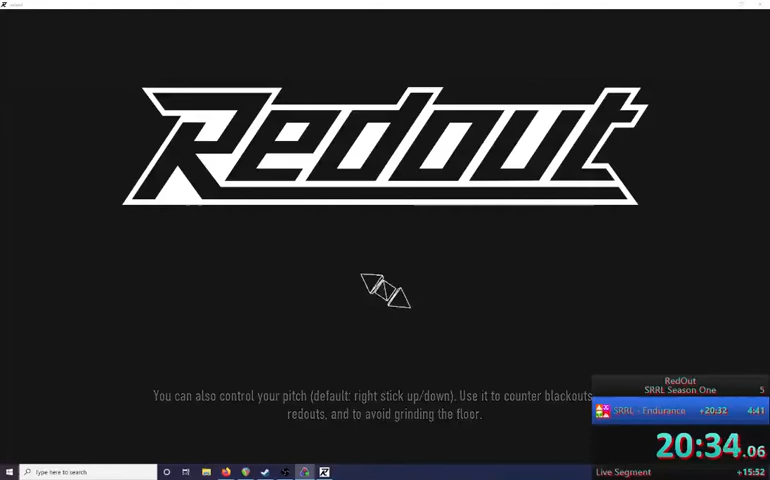 Redout
You can also control your pitch (default: right stick up/down). Use it to counter blackouts
redouts, and to avoid grinding the floor.
RedOut
SRRL Season One 5
SRRL - Endurance +20:32 4:41
20:34.06
Live Segment +15:52
Type here to search